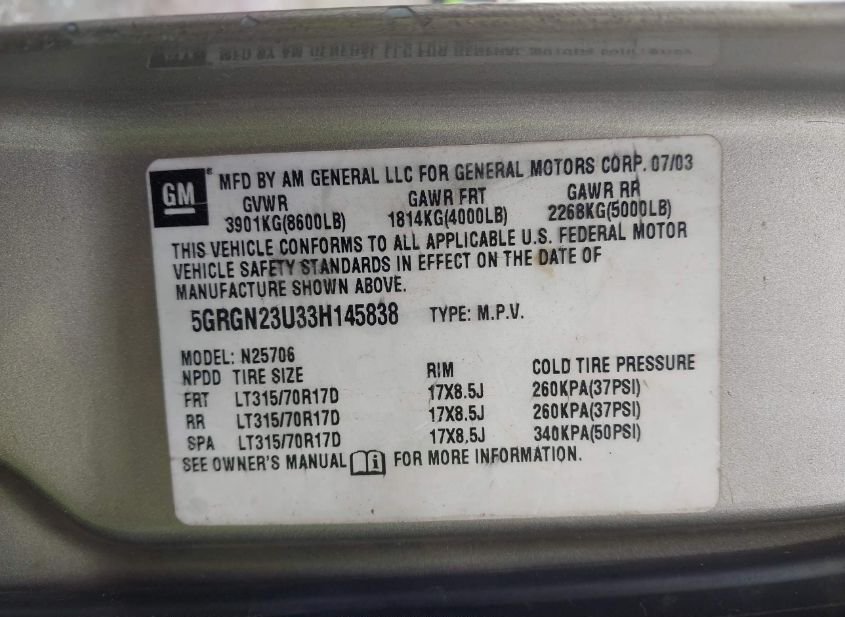 GM
MFD BY AM GENERAL LLC FOR GENERAL MOTORS CORP. 07/03
GVWR GAWR FRT GAWR RR
3901KG(8600LB) 1814KG(4000LB) 2268KG(5000LB)
THIS VEHICLE CONFORMS TO ALL APPLICABLE U.S. FEDERAL MOTOR
VEHICLE SAFETY STANDARDS IN EFFECT ON THE DATE OF
MANUFACTURE SHOWN ABOVE.
5GRGN23U33H145838 TYPE: M.P.V.
MODEL: N25706
NPDD TIRE SIZE RIM COLD TIRE PRESSURE
FRT LT315/70R17D 17X8.5J 260KPA(37PSI)
RR LT315/70R17D 17X8.5J 260KPA(37PSI)
SPA LT315/70R17D 17X8.5J 340KPA(50PSI)
SEE OWNER'S MANUAL i FOR MORE INFORMATION.